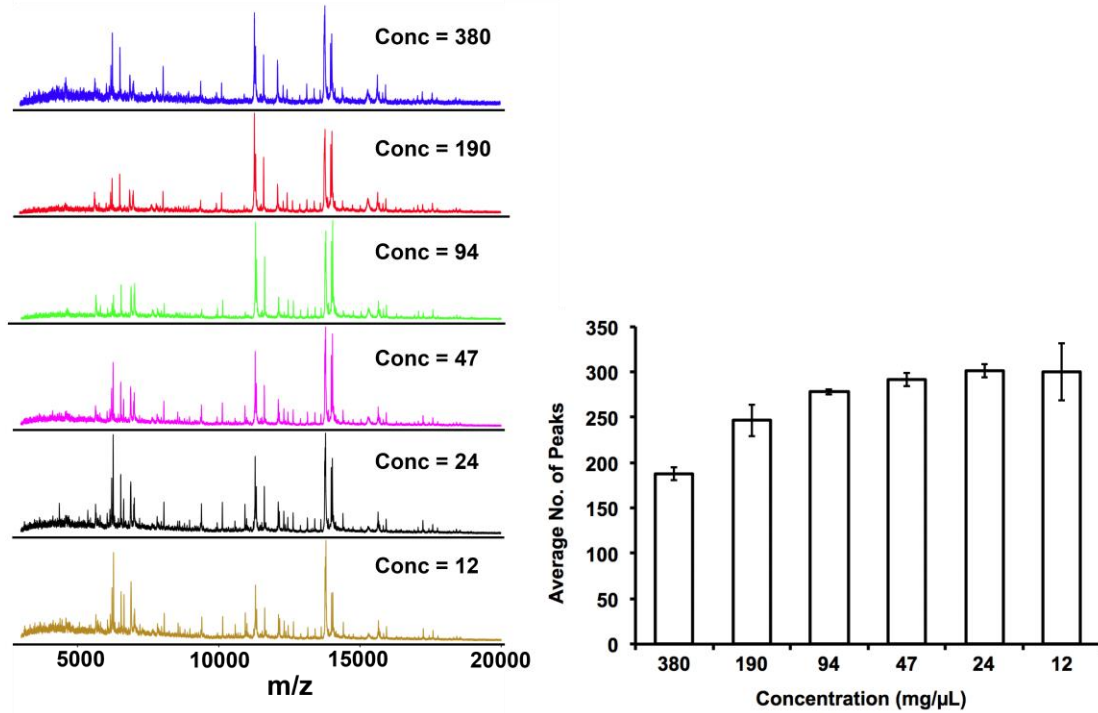 Conc = 380
Conc = 190
Conc = 94
Conc = 47
Conc = 24
Conc = 12
5000 10000 15000 20000
m/z
Average No. of Peaks
350
300
250
200
150
100
50
0
380 190 94 47 24 12
Concentration (mg/µL)